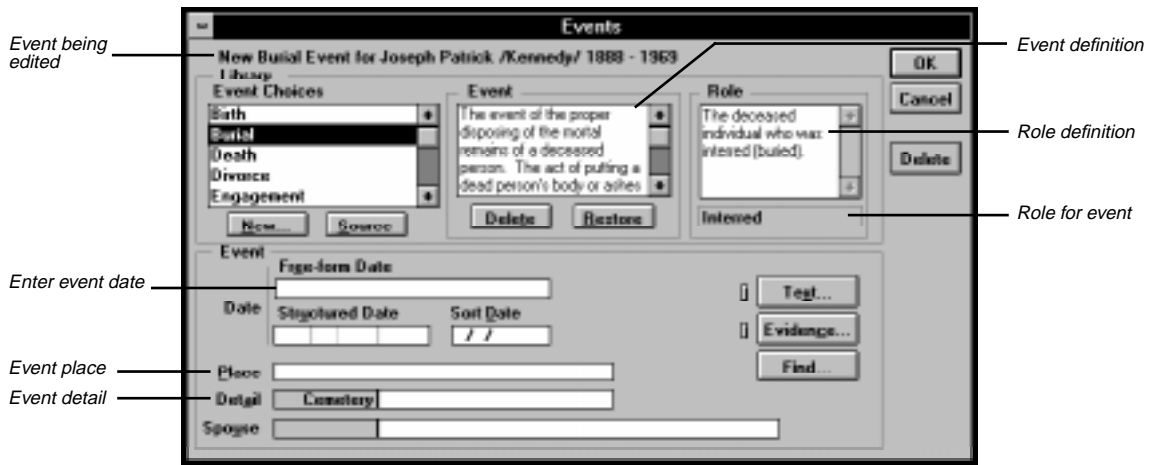 Events
Event being
edited
New Burial Event for Joseph Patrick /Kennedy/ 1888 - 1969
Event definition
OK
Library
Event Choices
Event
Role
Cancel
Birth
Burial
Death
Divorce
Engagement
The event of the proper
disposing of the mortal
remains of a deceased
person. The act of putting a
dead person's body or ashes
The deceased
individual who was
interred (buried).
Role definition
Delete
New...
Source
Delete
Restore
Interred
Role for event
Event
Free-form Date
Enter event date
Date
Structured Date
Sort Date
/ /
Text...
Evidence...
Find...
Event place
Place
Event detail
Detail
Cemetery
Spouse